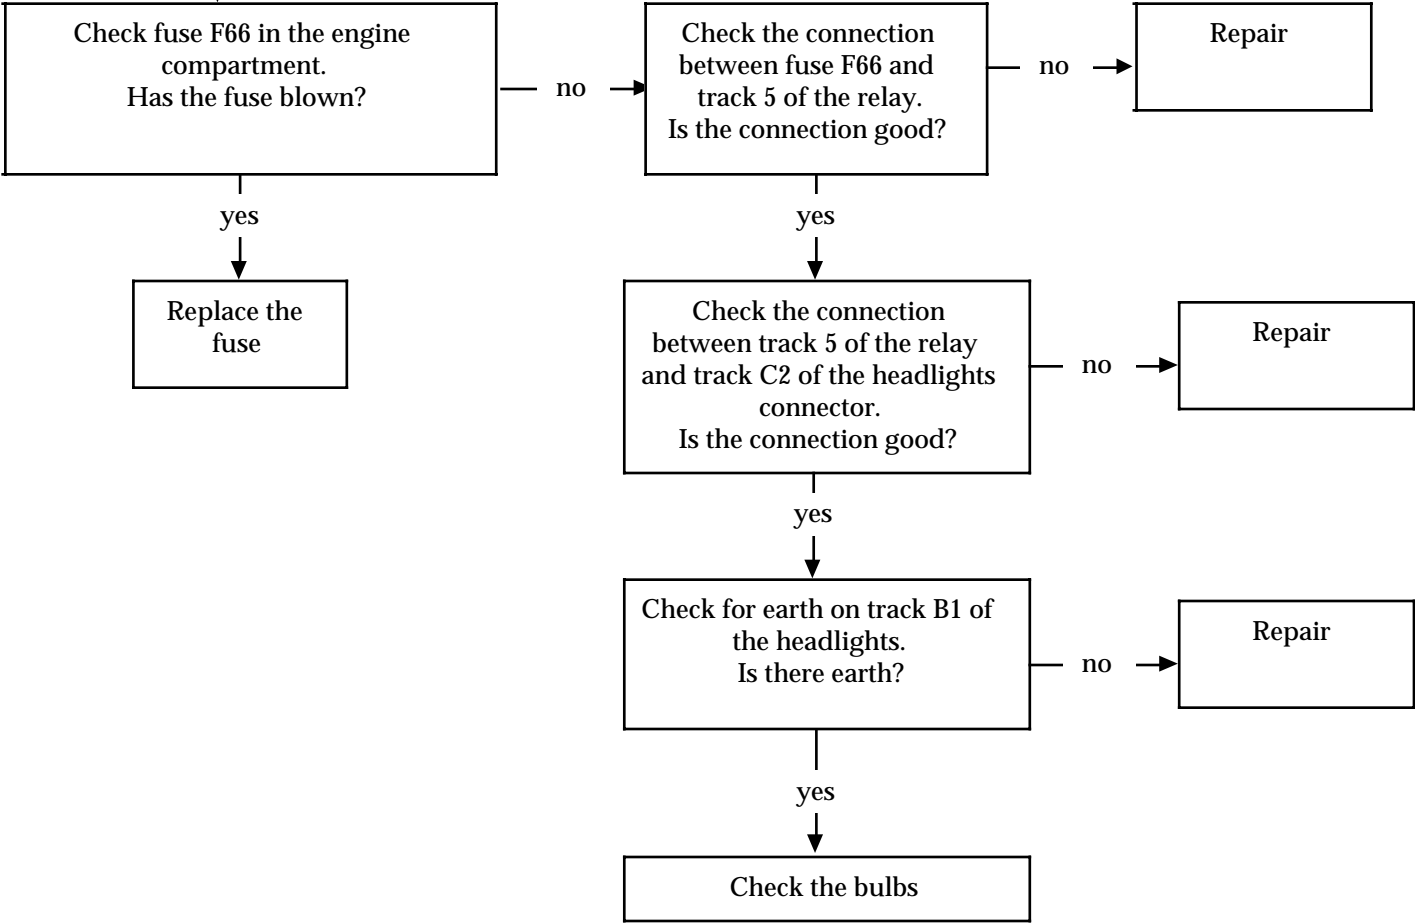 Check fuse F66 in the engine
compartment.
Has the fuse blown?
no
Check the connection
between fuse F66 and
track 5 of the relay.
Is the connection good?
no
Repair
yes
Replace the
fuse
yes
Check the connection
between track 5 of the relay
and track C2 of the headlights
connector.
Is the connection good?
no
Repair
yes
Check for earth on track B1 of
the headlights.
Is there earth?
no
Repair
yes
Check the bulbs